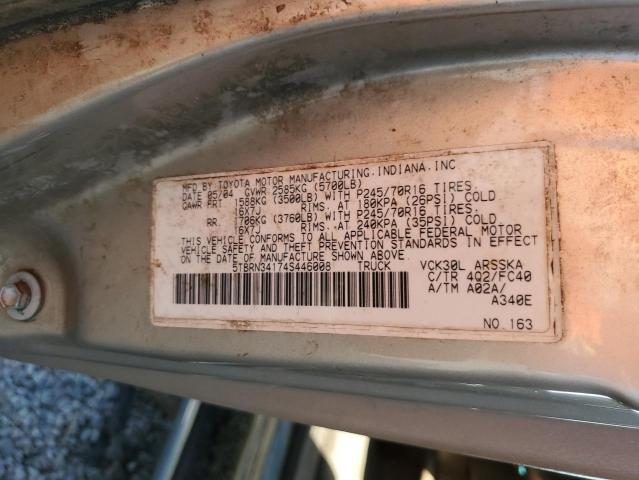 MFD BY TOYOTA MOTOR MANUFACTURING, INDIANA, INC
DATE 05/04 GVWR 2585KG (5700LB)
GAWR FRT 1588KG (3500LB) WITH P245/70R16 TIRES,
16X7J RIMS, AT 180KPA (26PSI) COLD
RR 1706KG (3760LB) WITH P245/70R16 TIRES,
16X7J RIMS, AT 240KPA (35PSI) COLD
THIS VEHICLE CONFORMS TO ALL APPLICABLE FEDERAL MOTOR
VEHICLE SAFETY AND THEFT PREVENTION STANDARDS IN EFFECT
ON THE DATE OF MANUFACTURE SHOWN ABOVE.
5TBRN34174S446008 TRUCK
VCK30L ARSSKA
C/TR 4Q2/FC40
A/TM A02A/
A340E
NO. 163